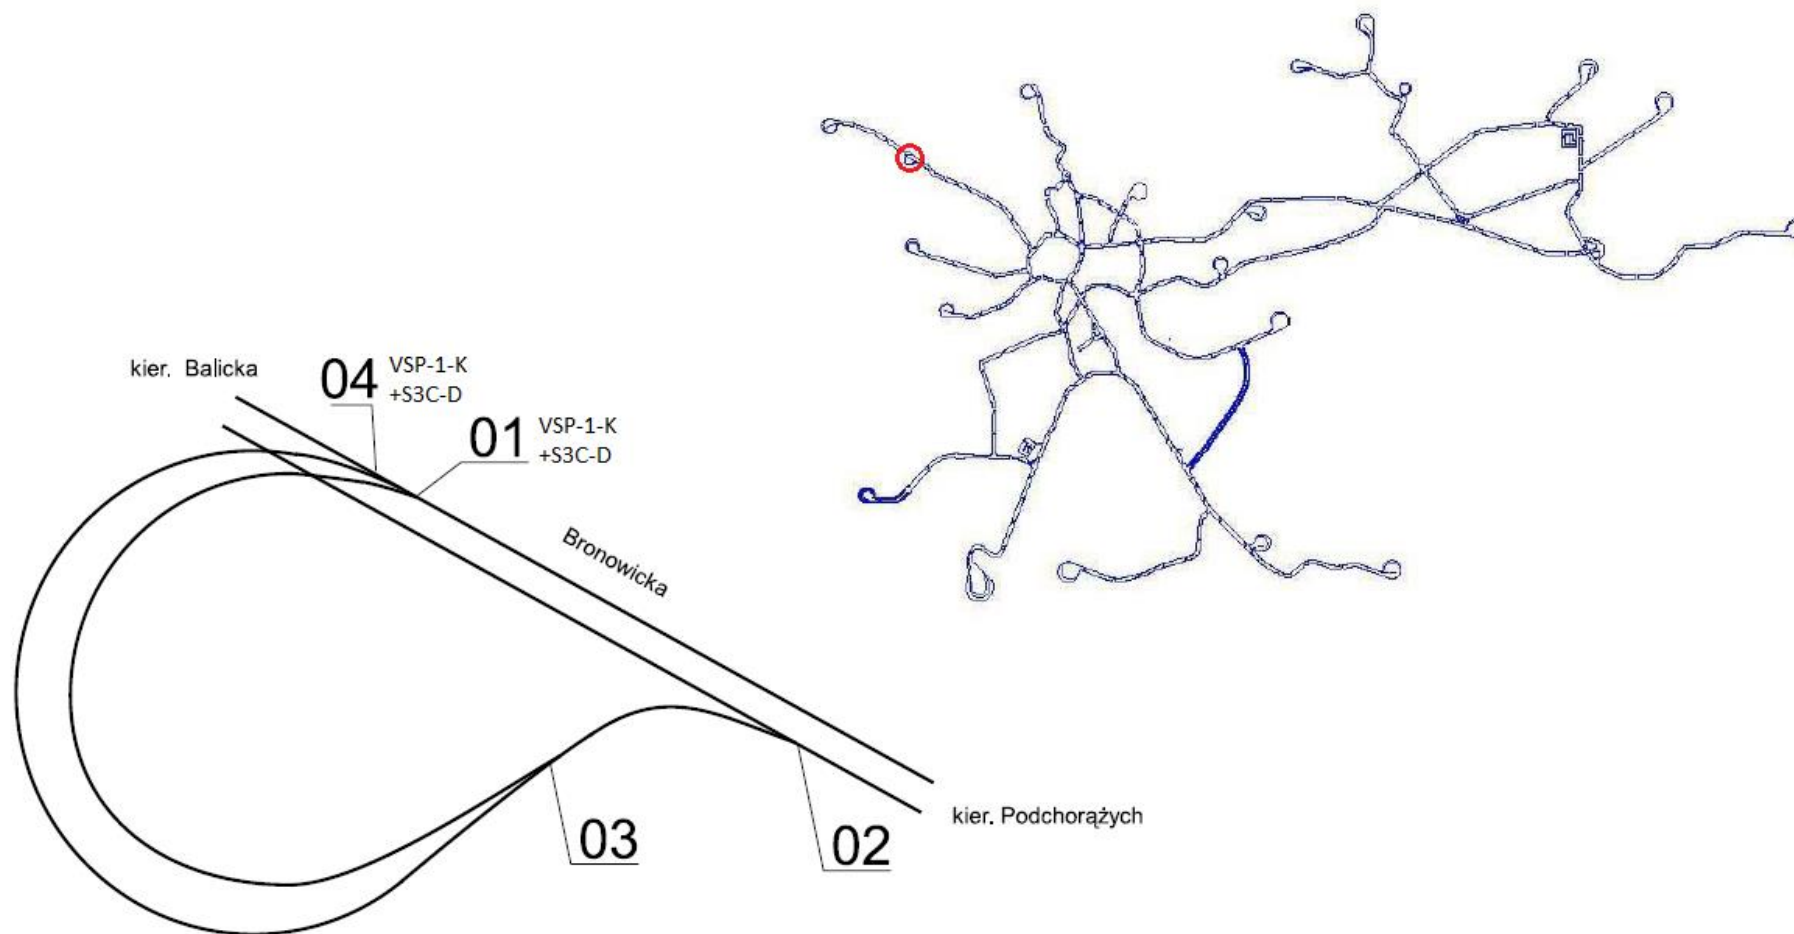 kier. Balicka
04 VSP-1-K
+S3C-D
01 VSP-1-K
+S3C-D
Bronowicka
kier. Podchorążych
03
02